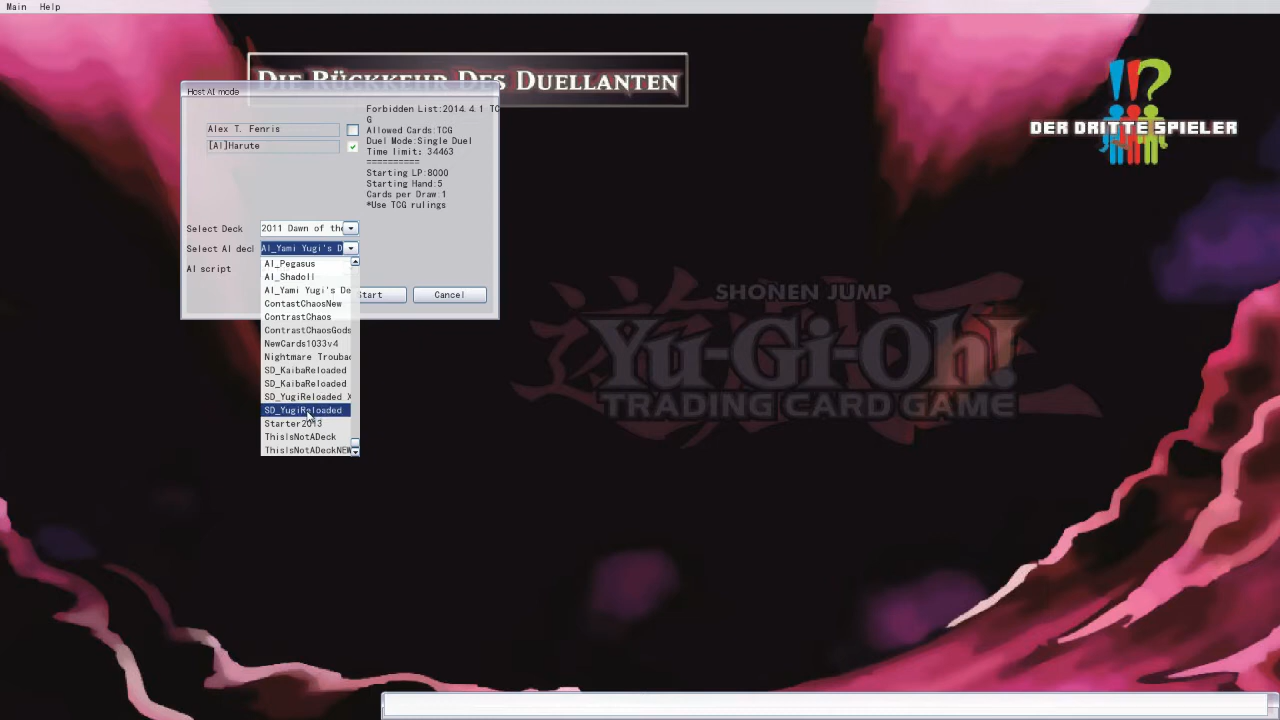 Main Help
DIE RÜCKKEHR DES DUELLANTEN
DER DRITTE SPIELER
Host AI mode
Alex T. Fenris
[AI]Harute
Forbidden List:2014.4.1 TC
G
Allowed Cards:TCG
Duel Mode:Single Duel
Time limit: 34463
==========
Starting LP:8000
Starting Hand:5
Cards per Draw:1
*Use TCG rulings
Select Deck
2011 Dawn of the
Select AI deck
AI_Yami Yugi's D
AI script
AI_Pegasus
AI_Shadoll
AI_Yami Yugi's De
ContastChaosNew
ContrastChaos
ContrastChaosGods
NewCards1033v4
Nightmare Troubad
SD_KaibaReloaded
SD_KaibaReloaded
SD_YugiReloaded X
SD_YugiReloaded
Starter2013
ThisIsNotADeck
ThisIsNotADeckNEW
Start
Cancel
SHONEN JUMP
遊戯王
Yu-Gi-Oh!
TRADING CARD GAME